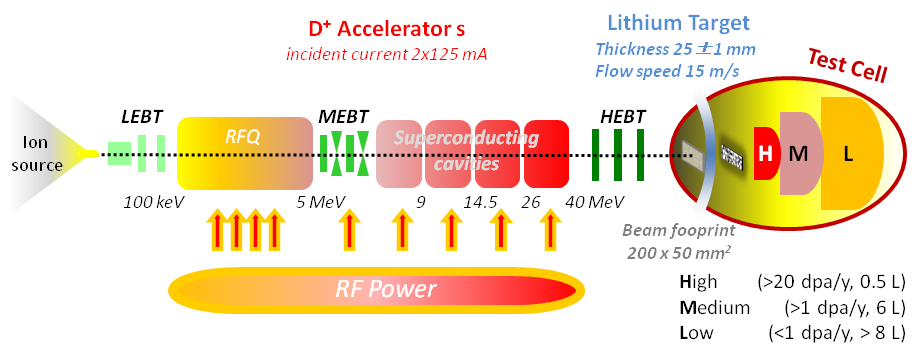 D⁺ Accelerator s
incident current 2x125 mA
Lithium Target
Thickness 25 ±1 mm
Flow speed 15 m/s
Test Cell
LEBT
MEBT
HEBT
Ion
source
RFQ
Superconducting
cavities
H
M
L
100 keV
5 MeV
9
14.5
26
40 MeV
Beam fooprint
200 x 50 mm²
RF Power
High (>20 dpa/y, 0.5 L)
Medium (>1 dpa/y, 6 L)
Low (<1 dpa/y, > 8 L)